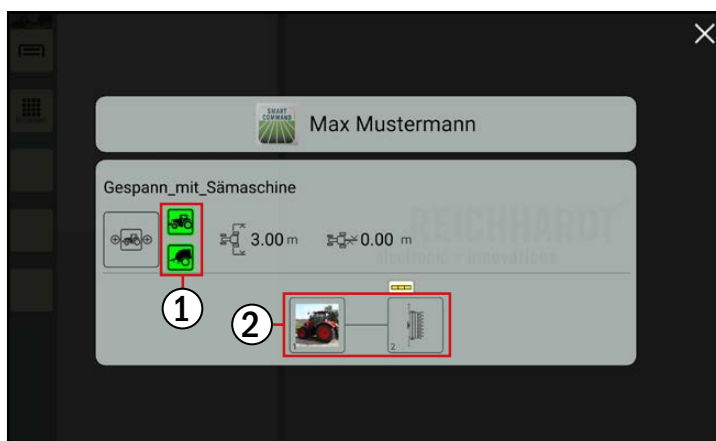 SMART
COMMAND
Max Mustermann
Gespann_mit_Sämaschine
3.00 m
0.00 m
REICHHARDT
electronic - innovations
1
2
1
2